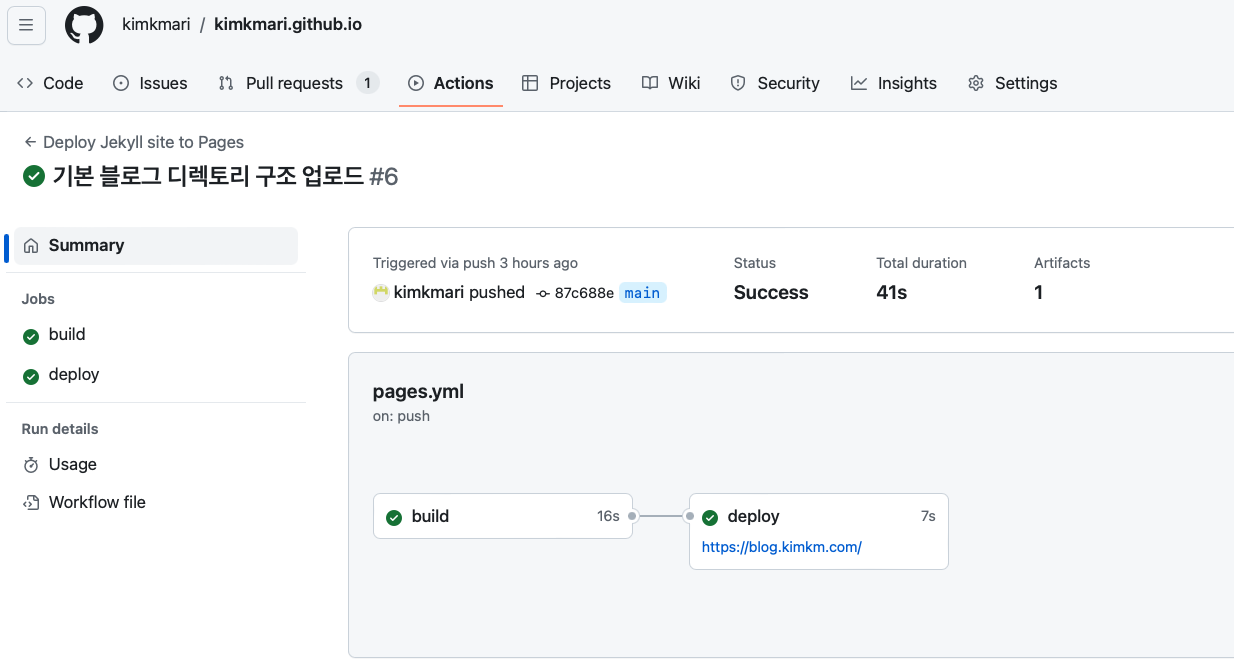 kimkmari / kimkmari.github.io
Code Issues Pull requests 1 Actions Projects Wiki Security Insights Settings
Deploy Jekyll site to Pages
기본 블로그 디렉토리 구조 업로드 #6
Summary
Jobs
build
deploy
Run details
Usage
Workflow file
Triggered via push 3 hours ago
kimkmari pushed 87c688e main
Status
Success
Total duration
41s
Artifacts
1
pages.yml
on: push
build 16s
deploy 7s
https://blog.kimkm.com/